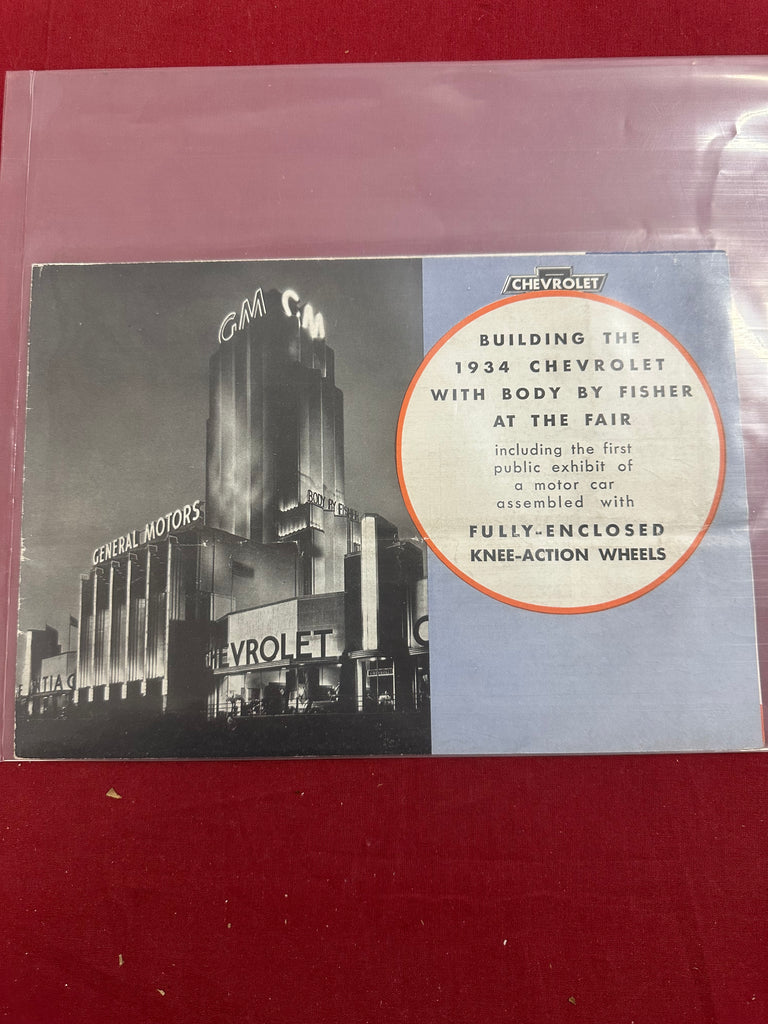 GM GM
BODY BY FISHER
GENERAL MOTORS
CHEVROLET
CHEVROLET
BUILDING THE
1934 CHEVROLET
WITH BODY BY FISHER
AT THE FAIR
including the first
public exhibit of
a motor car
assembled with
FULLY-ENCLOSED
KNEE-ACTION WHEELS